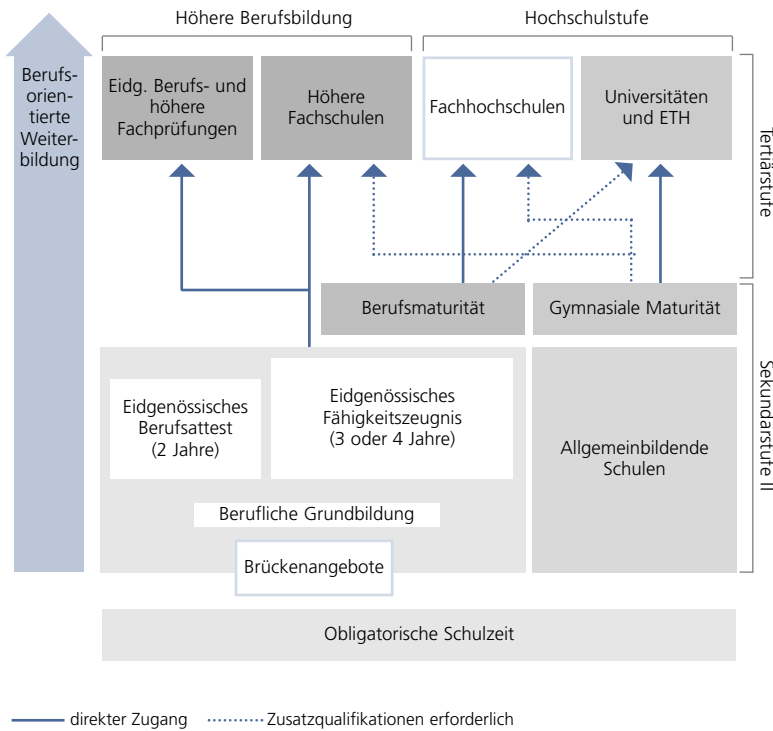 Höhere Berufsbildung
Hochschulstufe
Berufs-
orien-
tierte
Weiter-
bildung
Eidg. Berufs- und
höhere
Fachprüfungen
Höhere
Fachschulen
Fachhochschulen
Universitäten
und ETH
Tertiärstufe
Berufsmaturität
Gymnasiale Maturität
Eidgenössisches
Berufsattest
(2 Jahre)
Eidgenössisches
Fähigkeitszeugnis
(3 oder 4 Jahre)
Allgemeinbildende
Schulen
Sekundarstufe II
Berufliche Grundbildung
Brückenangebote
Obligatorische Schulzeit
direkter Zugang
Zusatzqualifikationen erforderlich